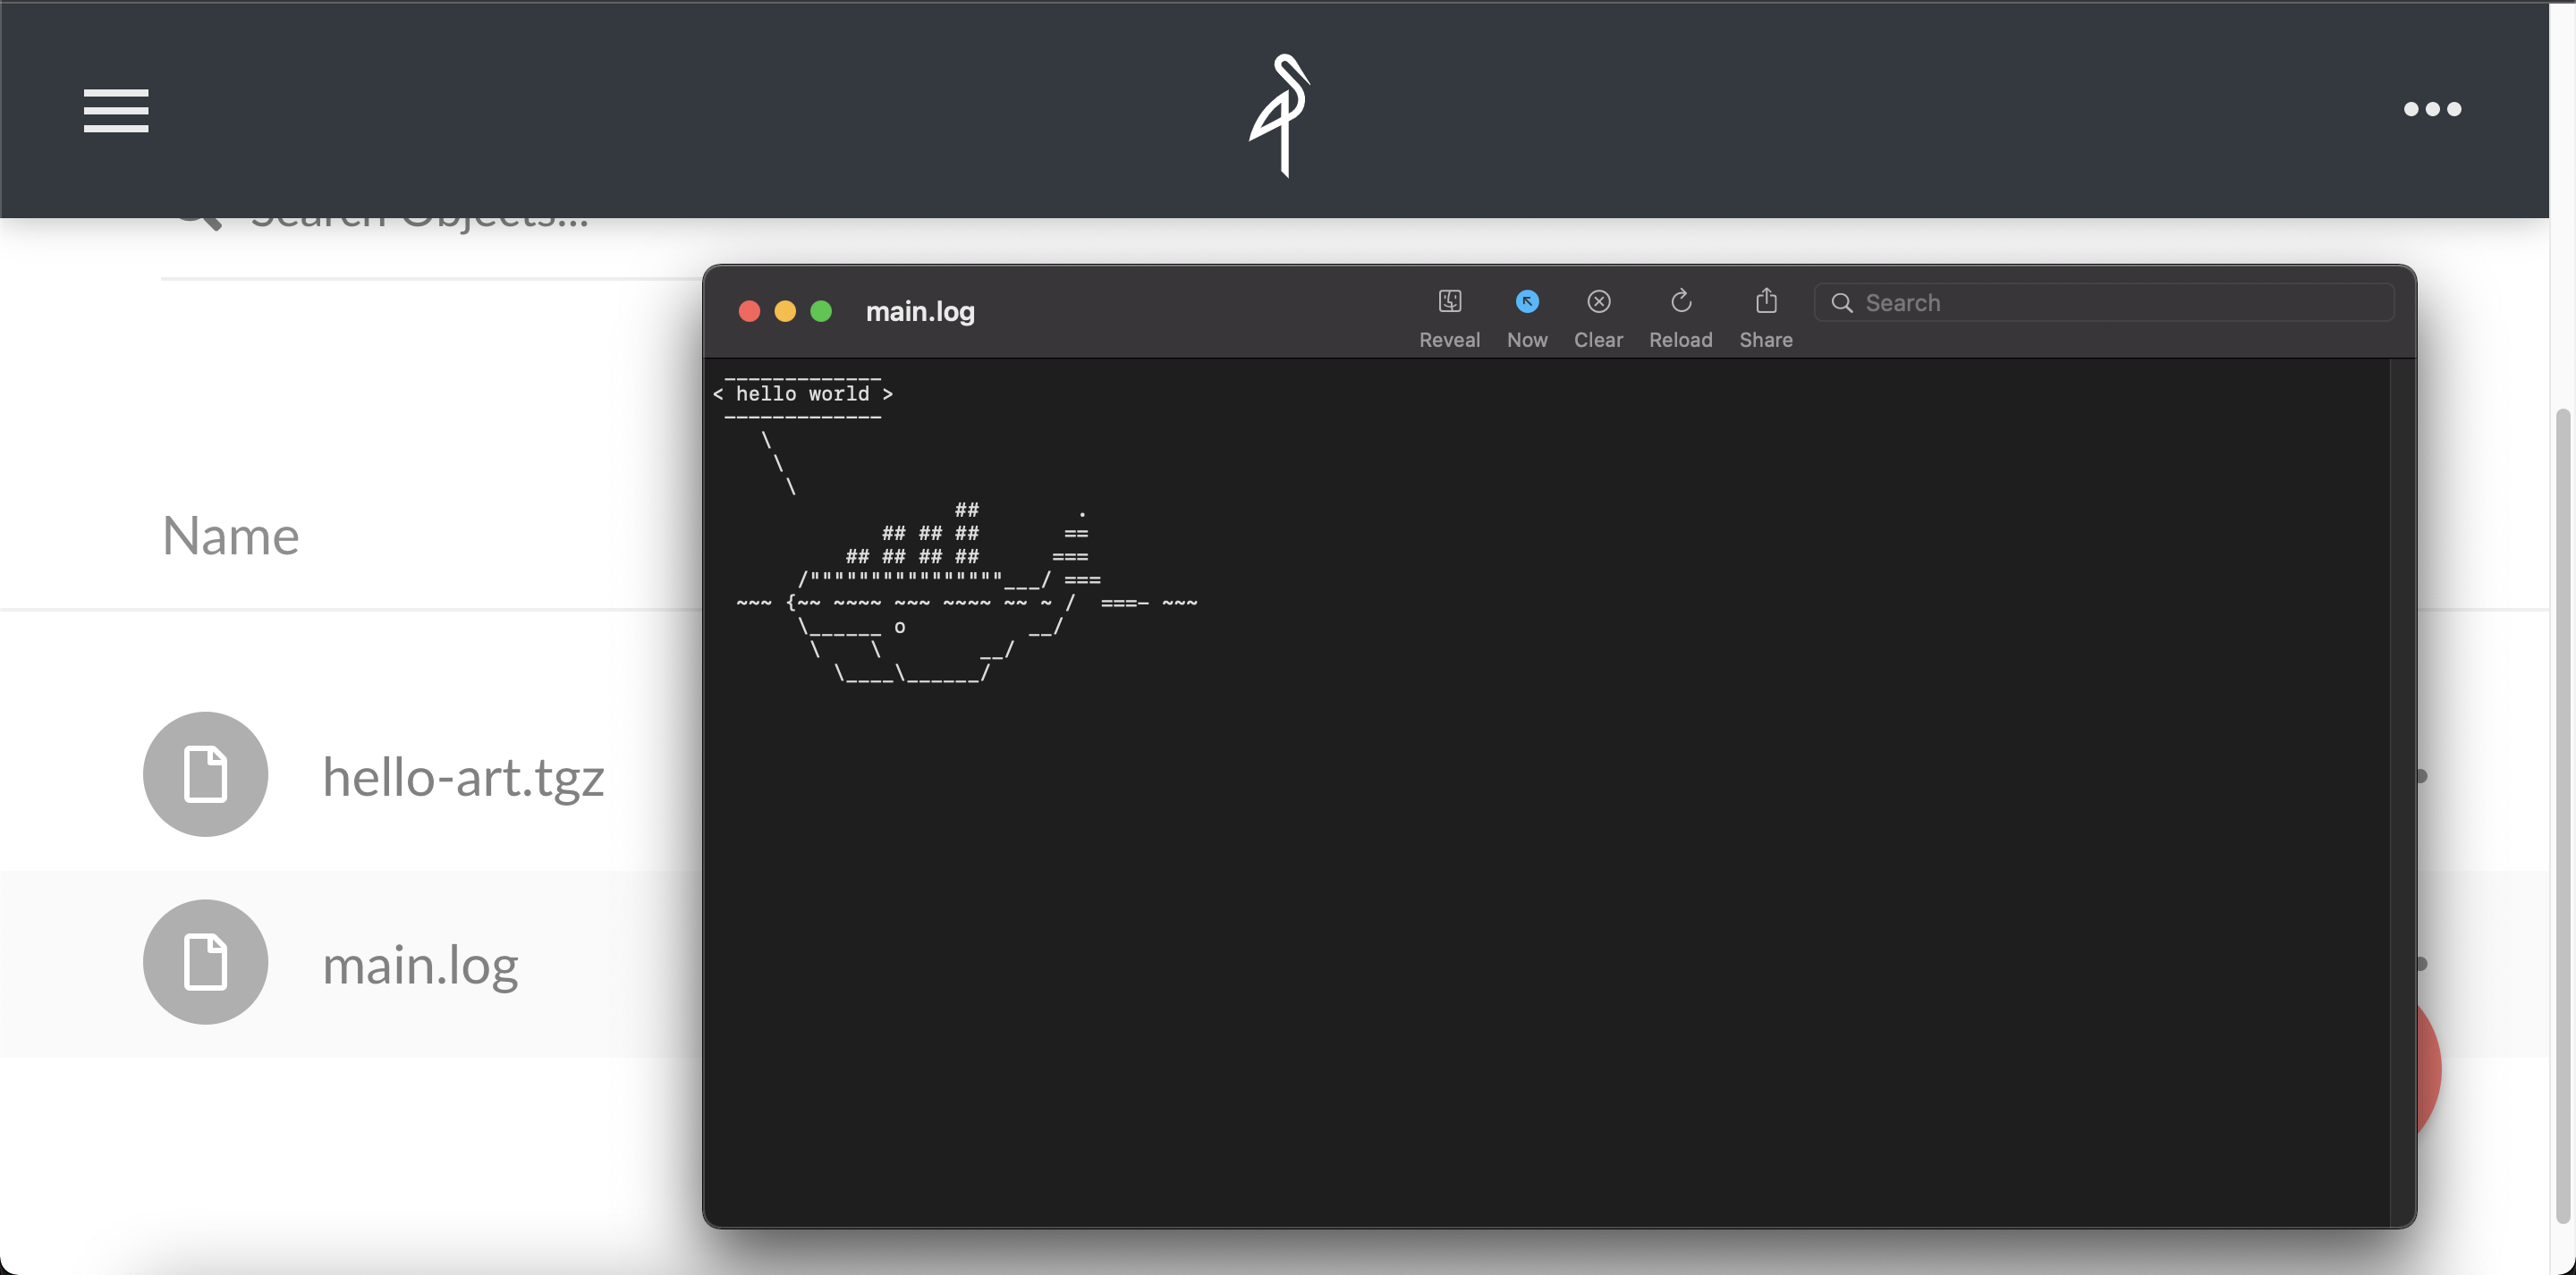 Search Objects...
main.log
Reveal
Now
Clear
Reload
Share
Search
 _____________
< hello world >
 -------------
    \
     \
      \
                    ##        .
              ## ## ##       ==
           ## ## ## ##      ===
       /""""""""""""""""___/ ===
  ~~~ {~~ ~~~~ ~~~ ~~~~ ~~ ~ /  ===- ~~~
       \______ o          __/
        \    \        __/
          \____\______/
Name
hello-art.tgz
main.log